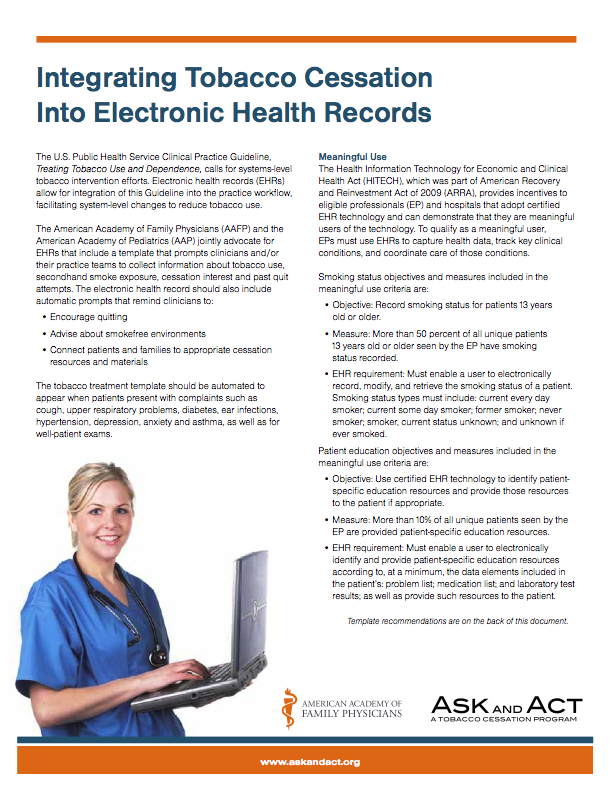 Integrating Tobacco Cessation
Into Electronic Health Records
The U.S. Public Health Service Clinical Practice Guideline,
Treating Tobacco Use and Dependence, calls for systems-level
tobacco intervention efforts. Electronic health records (EHRs)
allow for integration of this Guideline into the practice workflow,
facilitating system-level changes to reduce tobacco use.
The American Academy of Family Physicians (AAFP) and the
American Academy of Pediatrics (AAP) jointly advocate for
EHRs that include a template that prompts clinicians and/or
their practice teams to collect information about tobacco use,
secondhand smoke exposure, cessation interest and past quit
attempts. The electronic health record should also include
automatic prompts that remind clinicians to:
• Encourage quitting
• Advise about smokefree environments
• Connect patients and families to appropriate cessation
resources and materials
The tobacco treatment template should be automated to
appear when patients present with complaints such as
cough, upper respiratory problems, diabetes, ear infections,
hypertension, depression, anxiety and asthma, as well as for
well-patient exams.
Meaningful Use
The Health Information Technology for Economic and Clinical
Health Act (HITECH), which was part of American Recovery
and Reinvestment Act of 2009 (ARRA), provides incentives to
eligible professionals (EP) and hospitals that adopt certified
EHR technology and can demonstrate that they are meaningful
users of the technology. To qualify as a meaningful user,
EPs must use EHRs to capture health data, track key clinical
conditions, and coordinate care of those conditions.
Smoking status objectives and measures included in the
meaningful use criteria are:
• Objective: Record smoking status for patients 13 years
old or older.
• Measure: More than 50 percent of all unique patients
13 years old or older seen by the EP have smoking
status recorded.
• EHR requirement: Must enable a user to electronically
record, modify, and retrieve the smoking status of a patient.
Smoking status types must include: current every day
smoker; current some day smoker; former smoker; never
smoker; smoker, current status unknown; and unknown if
ever smoked.
Patient education objectives and measures included in the
meaningful use criteria are:
• Objective: Use certified EHR technology to identify patient-
specific education resources and provide those resources
to the patient if appropriate.
• Measure: More than 10% of all unique patients seen by the
EP are provided patient-specific education resources.
• EHR requirement: Must enable a user to electronically
identify and provide patient-specific education resources
according to, at a minimum, the data elements included in
the patient's: problem list; medication list; and laboratory test
results; as well as provide such resources to the patient.
Template recommendations are on the back of this document.
AMERICAN ACADEMY OF
FAMILY PHYSICIANS
ASK AND ACT
A TOBACCO CESSATION PROGRAM
www.askandact.org